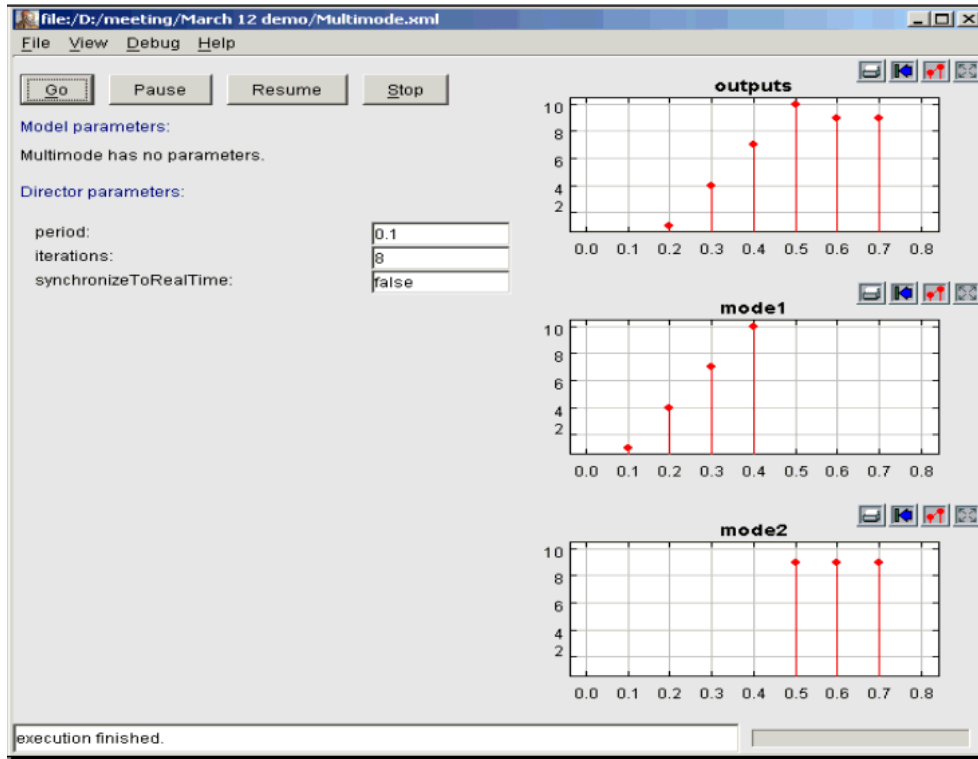 file:/D:/meeting/March 12 demo/Multimode.xml
File View Debug Help
Go Pause Resume Stop
Model parameters:
Multimode has no parameters.
Director parameters:
period: 0.1
iterations: 8
synchronizeToRealTime: false
outputs
10
8
6
4
2
0.0 0.1 0.2 0.3 0.4 0.5 0.6 0.7 0.8
mode1
10
8
6
4
2
0.0 0.1 0.2 0.3 0.4 0.5 0.6 0.7 0.8
mode2
10
8
6
4
2
0.0 0.1 0.2 0.3 0.4 0.5 0.6 0.7 0.8
execution finished.